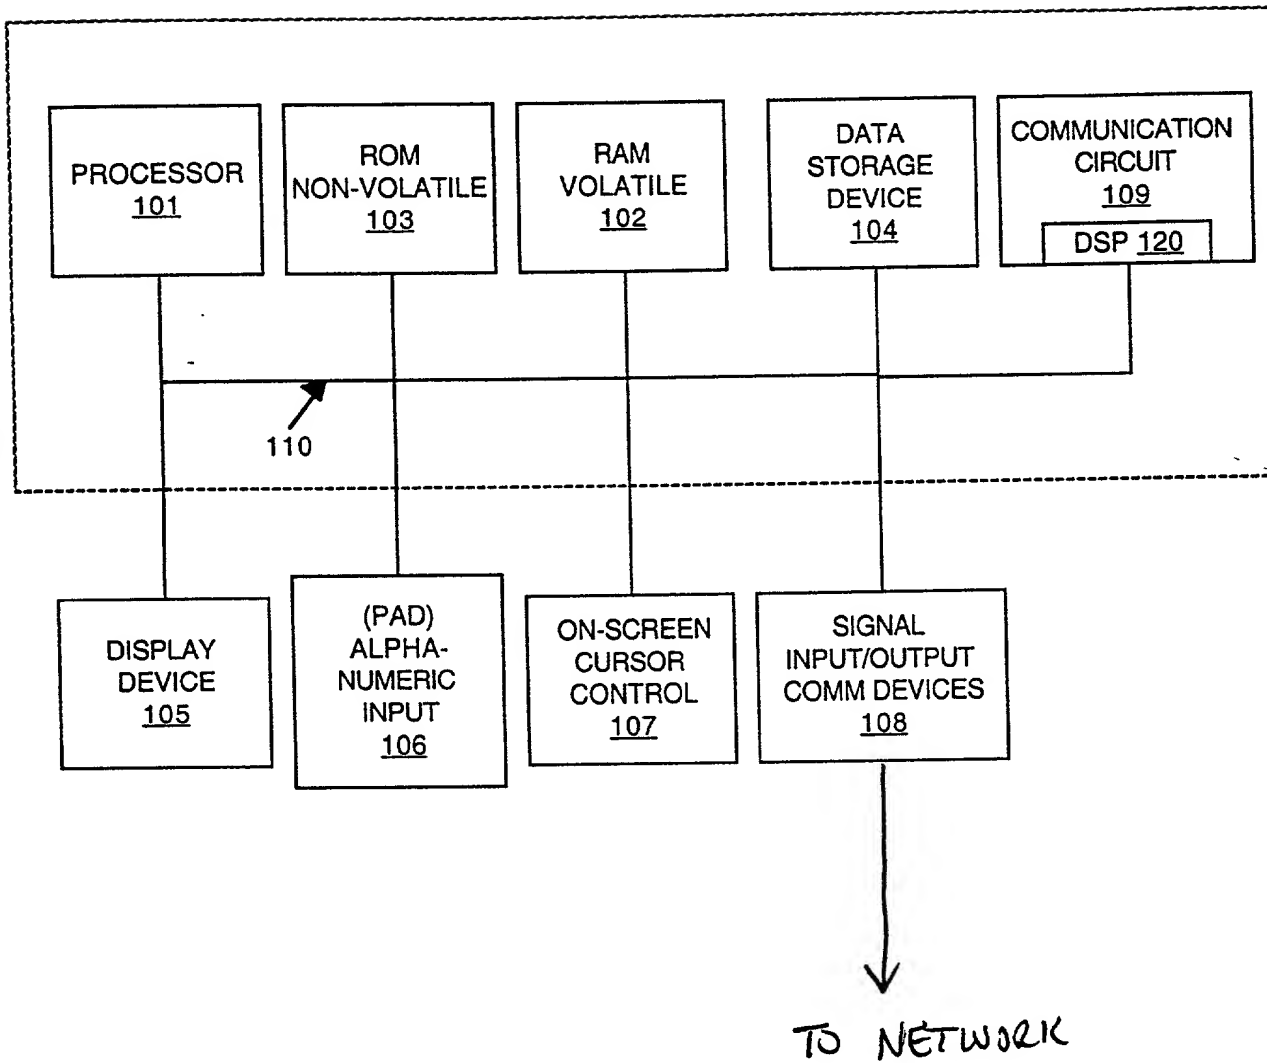 PROCESSOR
101
ROM
NON-VOLATILE
103
RAM
VOLATILE
102
DATA
STORAGE
DEVICE
104
COMMUNICATION
CIRCUIT
109
DSP 120
110
DISPLAY
DEVICE
105
(PAD)
ALPHA-
NUMERIC
INPUT
106
ON-SCREEN
CURSOR
CONTROL
107
SIGNAL
INPUT/OUTPUT
COMM DEVICES
108
TO NETWORK